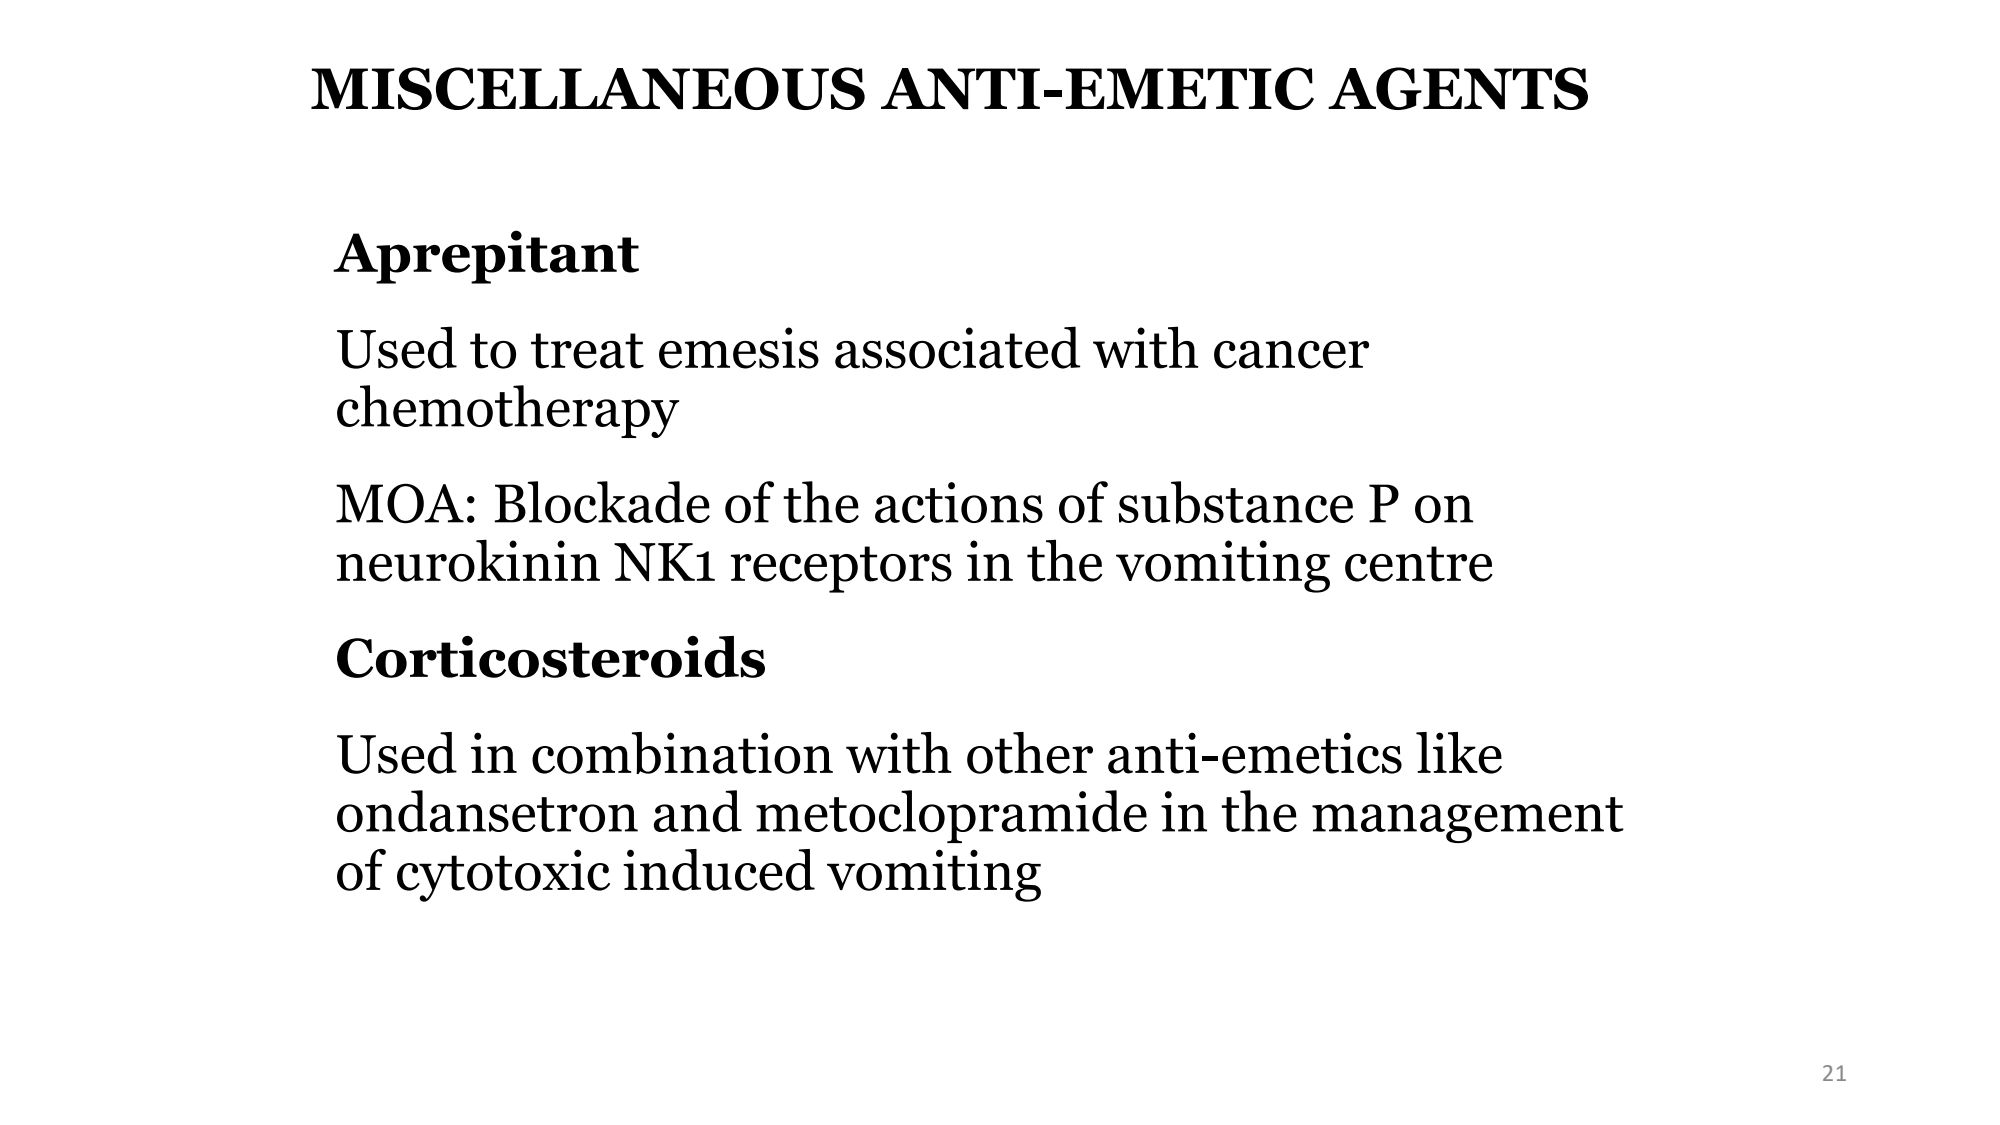 MISCELLANEOUS ANTI-EMETIC AGENTS
Aprepitant
Used to treat emesis associated with cancer
chemotherapy
MOA: Blockade of the actions of substance P on
neurokinin NK1 receptors in the vomiting centre
Corticosteroids
Used in combination with other anti-emetics like
ondansetron and metoclopramide in the management
of cytotoxic induced vomiting
21